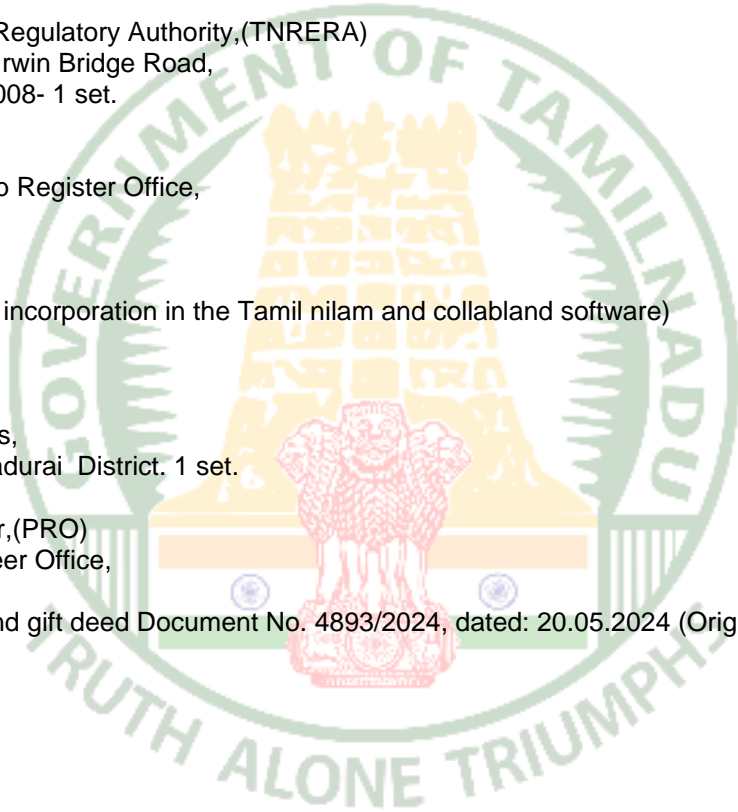 Regulatory Authority,(TNRERA)
rwin Bridge Road,
008- 1 set.
o Register Office,
incorporation in the Tamil nilam and collabland software)
s,
adurai District. 1 set.
r,(PRO)
eer Office,
nd gift deed Document No. 4893/2024, dated: 20.05.2024 (Orig
GOVERNMENT OF TAMILNADU
TRUTH ALONE TRIUMPHS